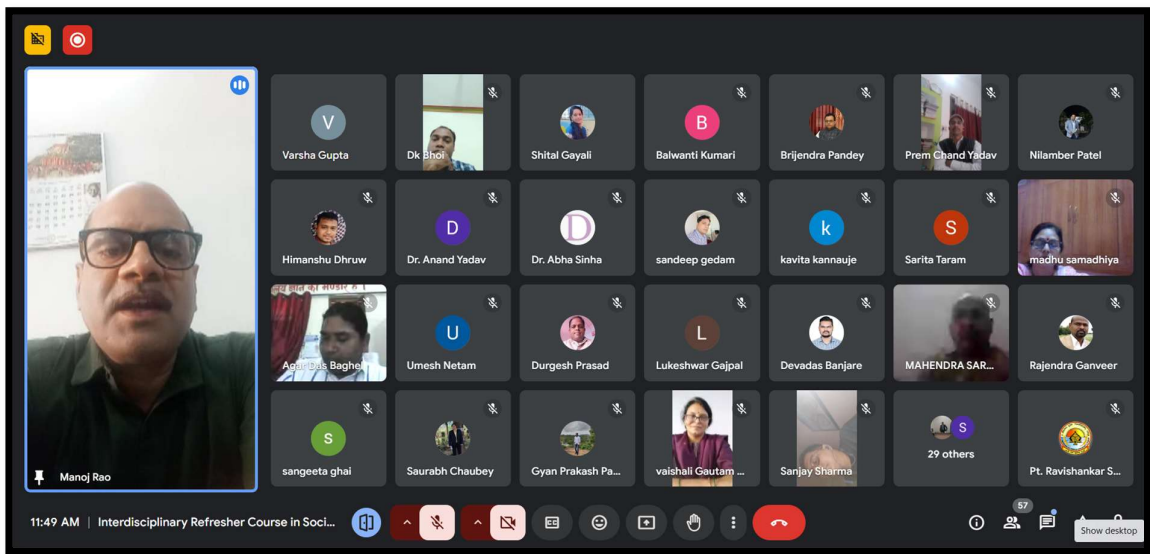 V
Varsha Gupta
Dk Bhoi
Shital Gayali
B
Balwanti Kumari
Brijendra Pandey
Prem Chand Yadav
Nilamber Patel
Himanshu Dhruw
D
Dr. Anand Yadav
D
Dr. Abha Sinha
sandeep gedam
k
kavita kannauje
S
Sarita Taram
madhu samadhiya
Agar Das Baghel
U
Umesh Netam
Durgesh Prasad
L
Lukeshwar Gajpal
Devadas Banjare
MAHENDRA SAR...
Rajendra Ganveer
s
sangeeta ghai
Saurabh Chaubey
Gyan Prakash Pa...
vaishali Gautam ...
Sanjay Sharma
S
29 others
Pt. Ravishankar S...
Manoj Rao
11:49 AM | Interdisciplinary Refresher Course in Soci...
57
Show desktop